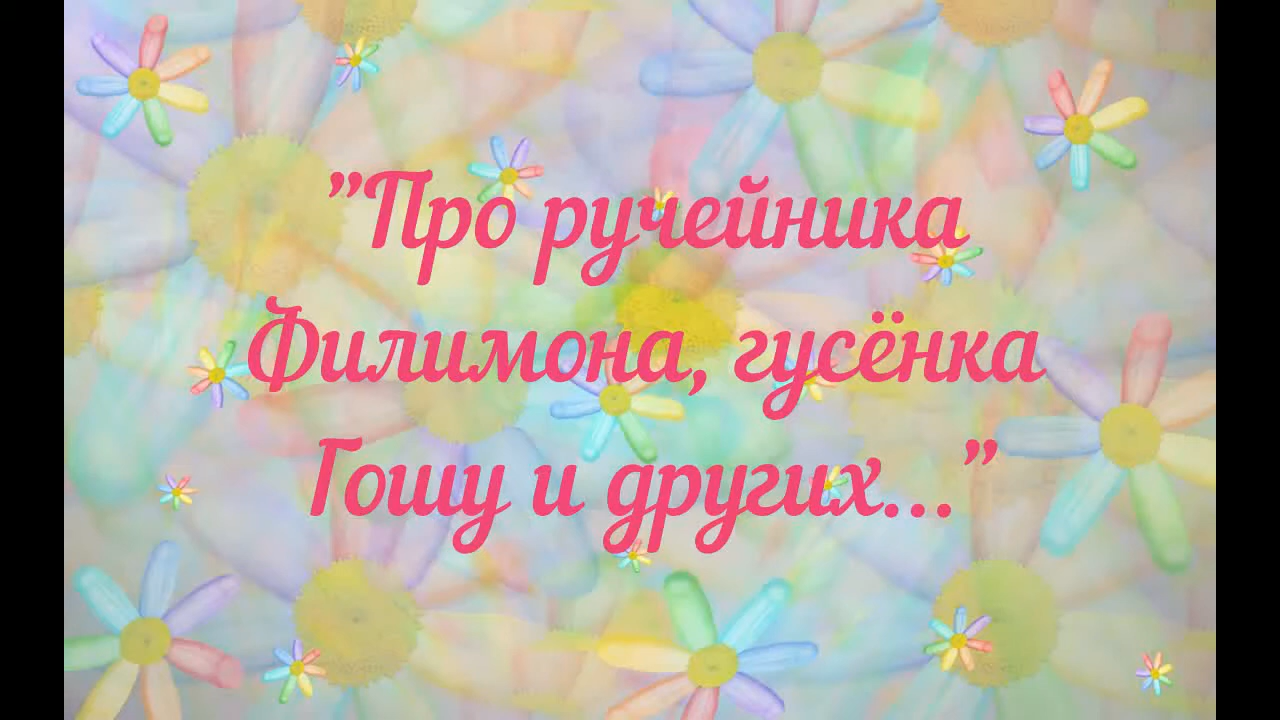 "Про ручейника
Филимона, гусёнка
Гошу и других..."